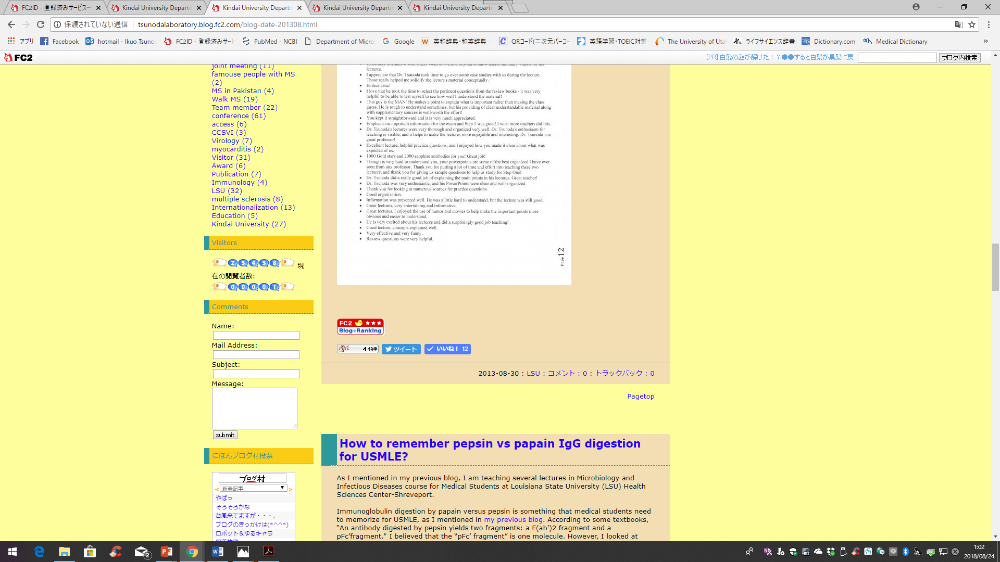 FC2ID - 登録済みサービス一
Kindai University Departm
Kindai University Departm
Kindai University Departm
Kindai University Departm
保護されていない通信
tsunodalaboratory.blog.fc2.com/blog-date-201308.html
アプリ
Facebook
hotmail - Ikuo Tsuno
FC2ID - 登録済みサービ
PubMed - NCBI
Department of Micro
Google
英和辞典・和英辞典 -
QRコード(二次元バーコー
英語学習・TOEIC対策
The University of Uta
ライフサイエンス辞書
Dictionary.com
Medical Dictionary
»
FC2
[PR] 白髪の謎が解けた！？●●すると白髪が黒髪に戻
ブログ内検索
joint meeting (11)
famouse people with MS
(2)
MS in Pakistan (4)
Walk MS (19)
Team member (22)
conference (61)
access (6)
CCSVI (3)
Virology (7)
myocarditis (2)
Visitor (31)
Award (6)
Publication (7)
Immunology (4)
LSU (32)
multiple sclerosis (8)
Internationalization (13)
Education (5)
Kindai University (27)
Visitors
25458 現
在の閲覧者数:
00001
Comments
Name:
Mail Address:
Subject:
Message:
submit
にほんブログ村投票
ブログ村
< 新着記事 >
やばっ
そろそろかな
台風来てますが・・・。
ブログのきっかけは(*^^*)
ロボット＆ゆるキャラ
lectures.
• I appreciate that Dr. Tsunoda took time to go over some case studies with us during the lecture.
Those really helped me solidify the lecture's material conceptually.
• Enthusiastic!
• I love that he took the time to select the pertinent questions from the review books - it was very
helpful to be able to test myself to see how well I understood the material!
• This guy is the MAN! He makes a point to explain what is important rather than making the class
guess. He is tough to understand sometimes, but his providing of clear understandable material along
with supplementary sources is well-worth the effort!
• You kept it straightforward and it is very much appreciated.
• Emphasis on important information for the exam and Step 1 was great! I wish more teachers did this.
• Dr. Tsunoda's lectures were very thorough and organized very well. Dr. Tsunoda's enthusiasm for
teaching is visible, and it helps to make the lectures more enjoyable and interesting. Dr. Tsunoda is a
great professor!
• Excellent lecture, helpful practice questions, and I enjoyed how you made it clear about what was
expected of us.
• 1000 Gold stars and 2000 sapphire antibodies for you! Great job!
• Though is very hard to understand you, your powerpoints are some of the best organized I have ever
seen from any professor. Thank you for putting a lot of time and effort into teaching these two
lectures, and thank you for giving us sample questions to help us study for Step One!
• Dr. Tsunoda did a really good job of explaining the main points in his lectures. Great teacher!
• Dr. Tsunoda was very enthusiastic, and his PowerPoints were clear and well-organized.
• Thank you for looking at numerous sources for practice questions.
• Good organization.
• Information was presented well. He was a little hard to understand, but the lecture was still good.
• Great lectures, very entertaining and informative.
• Great lectures. I enjoyed the use of humor and movies to help make the important points more
obvious and easier to understand.
• He is very excited about his lectures and did a surprisingly good job teaching!
• Good lecture, concepts explained well.
• Very effective and very funny.
• Review questions were very helpful.
Page12
FC2 ★★★
Blog★Ranking
4 拍手
ツイート
いいね！ 12
2013-08-30 : LSU : コメント : 0 : トラックバック : 0
Pagetop
How to remember pepsin vs papain IgG digestion
for USMLE?
As I mentioned in my previous blog, I am teaching several lectures in Microbiology and
Infectious Diseases course for Medical Students at Louisiana State University (LSU) Health
Sciences Center-Shreveport.
Immunoglobulin digestion by papain versus pepsin is something that medical students need
to memorize for USMLE, as I mentioned in my previous blog. According to some textbooks,
“An antibody digested by pepsin yields two fragments: a F(ab’)2 fragment and a
pFc’fragment." I believed that the “pFc’ fragment” is one molecule. However, I looked at
2
1:02
2018/08/24